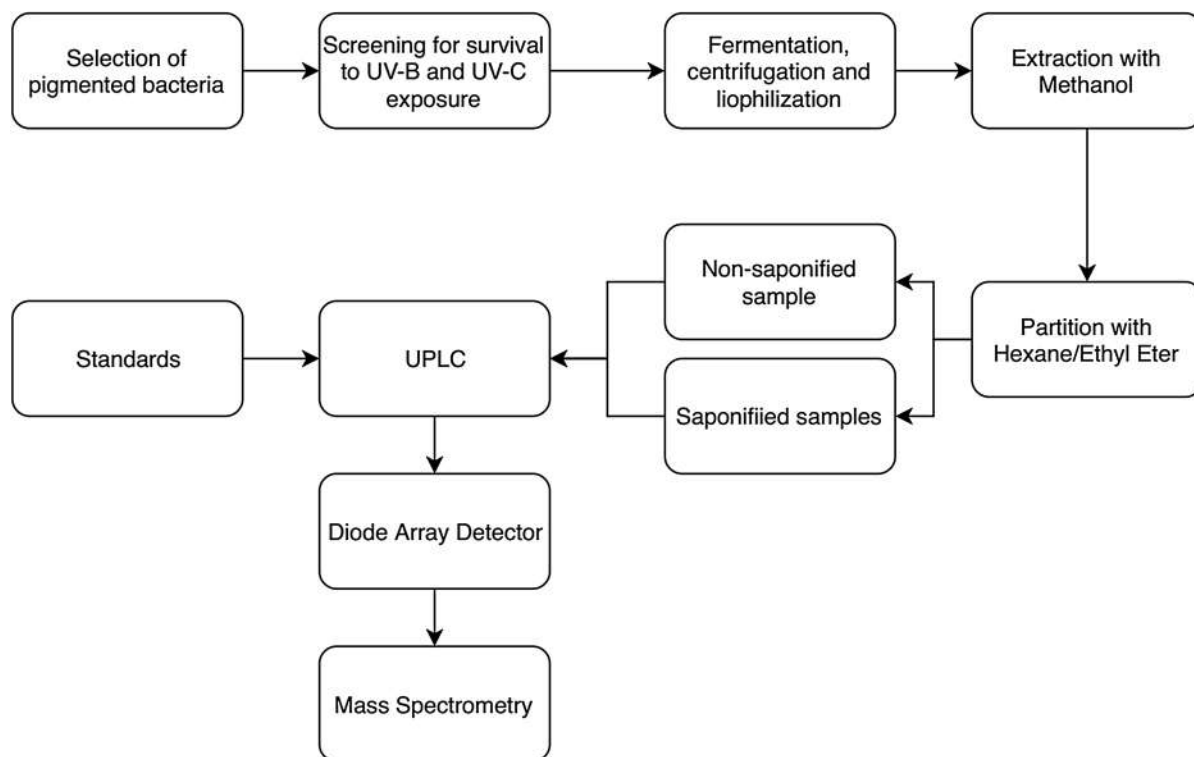 Selection of
pigmented bacteria
Screening for survival
to UV-B and UV-C
exposure
Fermentation,
centrifugation and
liophilization
Extraction with
Methanol
Partition with
Hexane/Ethyl Eter
Non-saponified
sample
Saponifiied samples
Standards
UPLC
Diode Array Detector
Mass Spectrometry